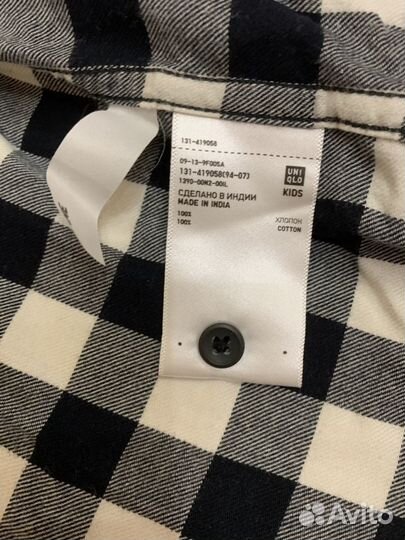 131-419058
09-13-9F005A
131-419058(94-07)
1390-00N2-00IL
UNI
QLO
KIDS
СДЕЛАНО В ИНДИИ
MADE IN INDIA
100% ХЛОПОК
100% COTTON
Avito